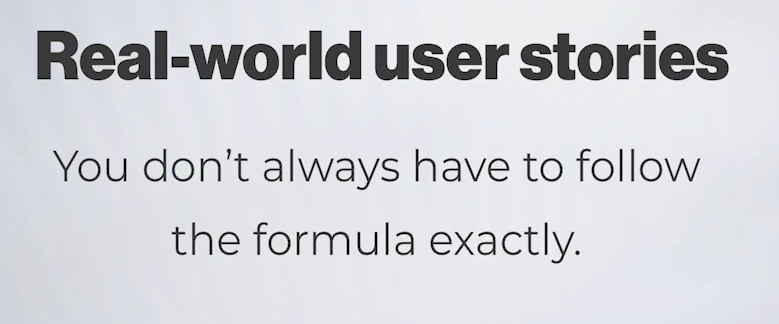 Real-world user stories
You don’t always have to follow
the formula exactly.